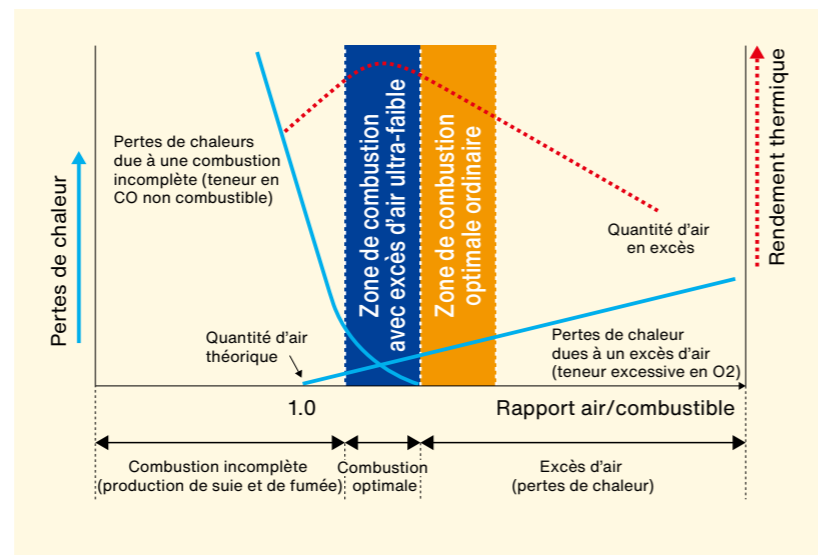 Pertes de chaleur
Pertes de chaleurs
due à une combustion
incomplète (teneur en
CO non combustible)
Zone de combustion
avec excès d'air ultra-faible
Zone de combustion
optimale ordinaire
Quantité d'air
en excès
Rendement thermique
Quantité d'air
théorique
Pertes de chaleur
dues à un excès d'air
(teneur excessive en O2)
1.0
Rapport air/combustible
Combustion incomplète
(production de suie et de fumée)
Combustion
optimale
Excès d'air
(pertes de chaleur)